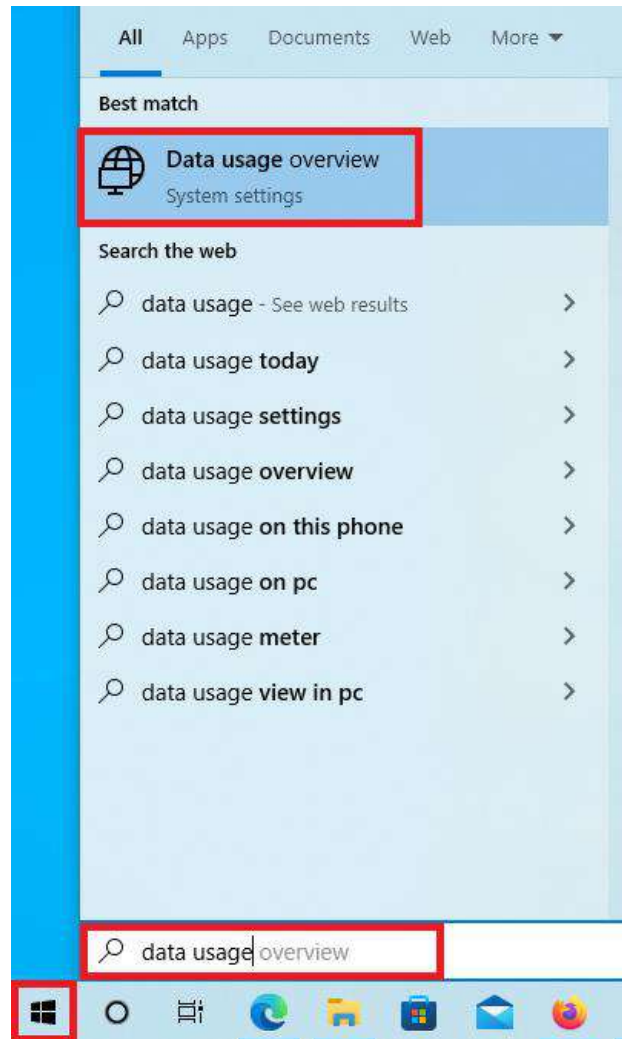 All Apps Documents Web More
Best match
Data usage overview
System settings
Search the web
data usage - See web results
data usage today
data usage settings
data usage overview
data usage on this phone
data usage on pc
data usage meter
data usage view in pc
data usage overview